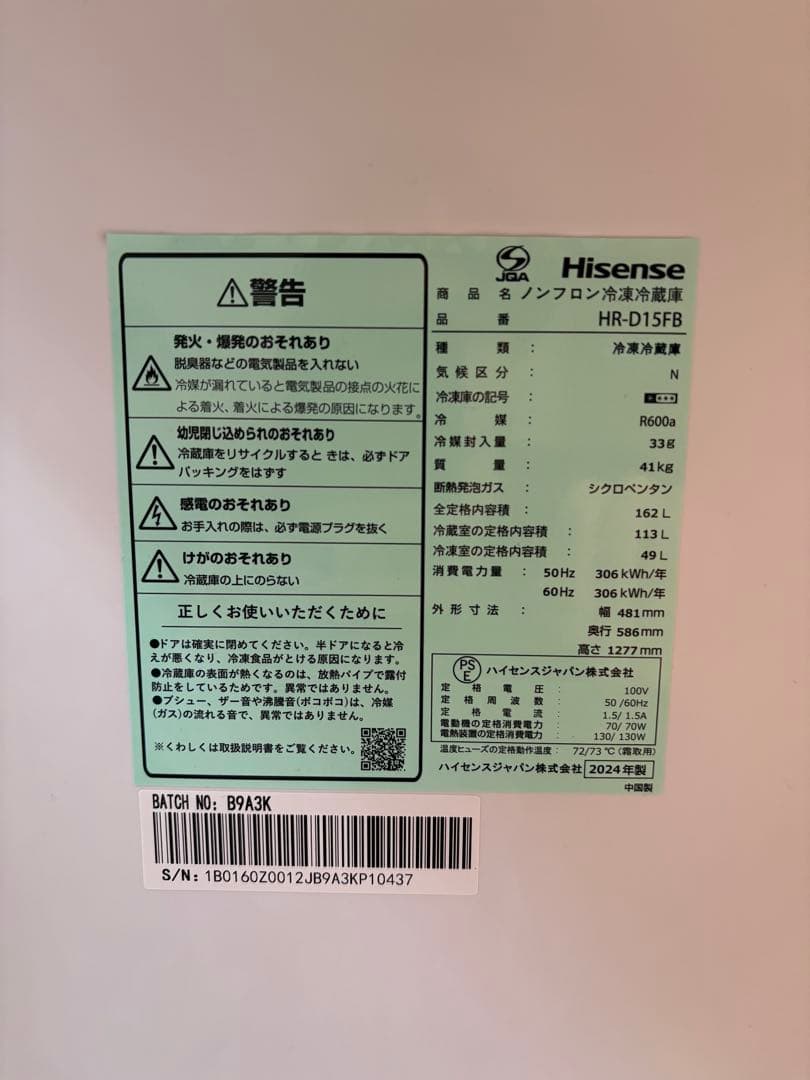 警告
発火・爆発のおそれあり
脱臭器などの電気製品を入れない
冷媒が漏れていると電気製品の接点の火花に
よる着火、着火による爆発の原因になります。
幼児閉じ込められのおそれあり
冷蔵庫をリサイクルするときは、必ずドア
パッキングをはずす
感電のおそれあり
お手入れの際は、必ず電源プラグを抜く
けがのおそれあり
冷蔵庫の上にのらない
正しくお使いいただくために
●ドアは確実に閉めてください。半ドアになると冷
えが悪くなり、冷凍食品がとける原因になります。
●冷蔵庫の表面が熱くなるのは、放熱パイプで露付
防止をしているためです。異常ではありません。
●プシュー、ザー音や沸騰音(ポコポコ)は、冷媒
(ガス)の流れる音で、異常ではありません。
※くわしくは取扱説明書をご覧ください。
JQA Hisense
商品名 ノンフロン冷凍冷蔵庫
品番 HR-D15FB
種類: 冷凍冷蔵庫
気候区分: N
冷凍庫の記号:
冷媒: R600a
冷媒封入量: 33g
質量: 41kg
断熱発泡ガス: シクロペンタン
全定格内容積: 162 L
冷蔵室の定格内容積: 113 L
冷凍室の定格内容積: 49 L
消費電力量: 50Hz 306 kWh/年
60Hz 306 kWh/年
外形寸法: 幅 481mm
奥行 586mm
高さ 1277mm
PSE ハイセンスジャパン株式会社
定格電圧: 100V
定格周波数: 50/60Hz
定格電流: 1.5/1.5A
電動機の定格消費電力: 70/70W
電熱装置の定格消費電力: 130/130W
温度ヒューズの定格動作温度: 72/73℃(霜取用)
ハイセンスジャパン株式会社 2024年製
中国製
BATCH NO: B9A3K
S/N: 1B0160Z0012JB9A3KP10437